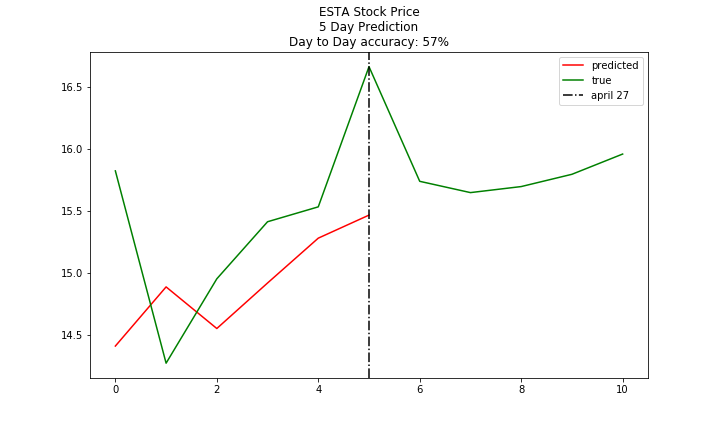 ESTA Stock Price
5 Day Prediction
Day to Day accuracy: 57%
predicted
true
april 27
16.5
16.0
15.5
15.0
14.5
0
2
4
6
8
10